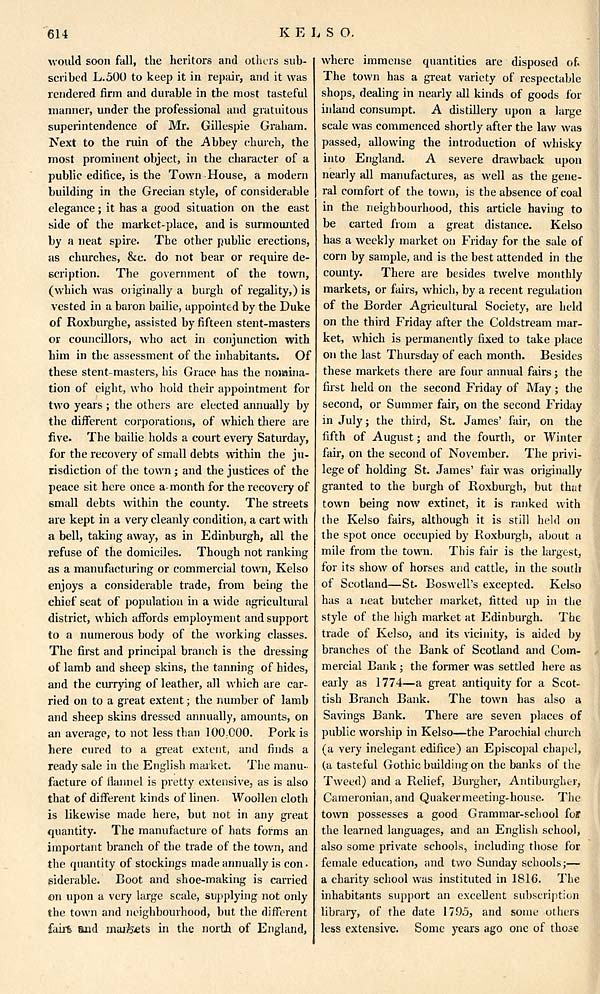 614
KELSO.
would soon fall, the heritors and others sub-
scribed L.500 to keep it in repair, and it was
rendered firm and durable in the most tasteful
manner, under the professional and gratuitous
superintendence of Mr. Gillespie Graham.
Next to the ruin of the Abbey church, the
most prominent object, in the character of a
public edifice, is the Town-House, a modern
building in the Grecian style, of considerable
elegance; it has a good situation on the east
side of the market-place, and is surmounted
by a neat spire. The other public erections,
as churches, &c. do not bear or require de-
scription. The government of the town,
(which was originally a burgh of regality,) is
vested in a baron bailie, appointed by the Duke
of Roxburghe, assisted by fifteen stent-masters
or councillors, who act in conjunction with
him in the assessment of the inhabitants. Of
these stent-masters, his Grace has the nomina-
tion of eight, who hold their appointment for
two years; the others are elected annually by
the different corporations, of which there are
five. The bailie holds a court every Saturday,
for the recovery of small debts within the ju-
risdiction of the town; and the justices of the
peace sit here once a-month for the recovery of
small debts within the county. The streets
are kept in a very cleanly condition, a cart with
a bell, taking away, as in Edinburgh, all the
refuse of the domiciles. Though not ranking
as a manufacturing or commercial town, Kelso
enjoys a considerable trade, from being the
chief seat of population in a wide agricultural
district, which affords employment and support
to a numerous body of the working classes.
The first and principal branch is the dressing
of lamb and sheep skins, the tanning of hides,
and the currying of leather, all which are car-
ried on to a great extent; the number of lamb
and sheep skins dressed annually, amounts, on
an average, to not less than 100,000. Pork is
here cured to a great extent, and finds a
ready sale in the English market. The manu-
facture of flannel is pretty extensive, as is also
that of different kinds of linen. Woollen cloth
is likewise made here, but not in any great
quantity. The manufacture of hats forms an
important branch of the trade of the town, and
the quantity of stockings made annually is con-
siderable. Boot and shoe-making is carried
on upon a very large scale, supplying not only
the town and neighbourhood, but the different
fairs and markets in the north of England,
where immense quantities are disposed of.
The town has a great variety of respectable
shops, dealing in nearly all kinds of goods for
inland consumpt. A distillery upon a large
scale was commenced shortly after the law was
passed, allowing the introduction of whisky
into England. A severe drawback upon
nearly all manufactures, as well as the gene-
ral comfort of the town, is the absence of coal
in the neighbourhood, this article having to
be carted from a great distance. Kelso
has a weekly market on Friday for the sale of
corn by sample, and is the best attended in the
county. There are besides twelve monthly
markets, or fairs, which, by a recent regulation
of the Border Agricultural Society, are held
on the third Friday after the Coldstream mar-
ket, which is permanently fixed to take place
on the last Thursday of each month. Besides
these markets there are four annual fairs; the
first held on the second Friday of May; the
second, or Summer fair, on the second Friday
in July; the third, St. James' fair, on the
fifth of August; and the fourth, or Winter
fair, on the second of November. The privi-
lege of holding St. James' fair was originally
granted to the burgh of Roxburgh, but that
town being now extinct, it is ranked with
the Kelso fairs, although it is still held on
the spot once occupied by Roxburgh, about a
mile from the town. This fair is the largest,
for its show of horses and cattle, in the south
of Scotland—St. Boswell's excepted. Kelso
has a neat butcher market, fitted up in the
style of the high market at Edinburgh. The
trade of Kelso, and its vicinity, is aided by
branches of the Bank of Scotland and Com-
mercial Bank; the former was settled here as
early as 1774—a great antiquity for a Scot-
tish Branch Bank. The town has also a
Savings Bank. There are seven places of
public worship in Kelso—the Parochial church
(a very inelegant edifice) an Episcopal chapel,
(a tasteful Gothic building on the banks of the
Tweed) and a Relief, Burgher, Antiburgher,
Cameronian, and Quaker meeting-house. The
town possesses a good Grammar-school for
the learned languages, and an English school,
also some private schools, including those for
female education, and two Sunday schools;—
a charity school was instituted in 1816. The
inhabitants support an excellent subscription
library, of the date 1795, and some others
less extensive. Some years ago one of those